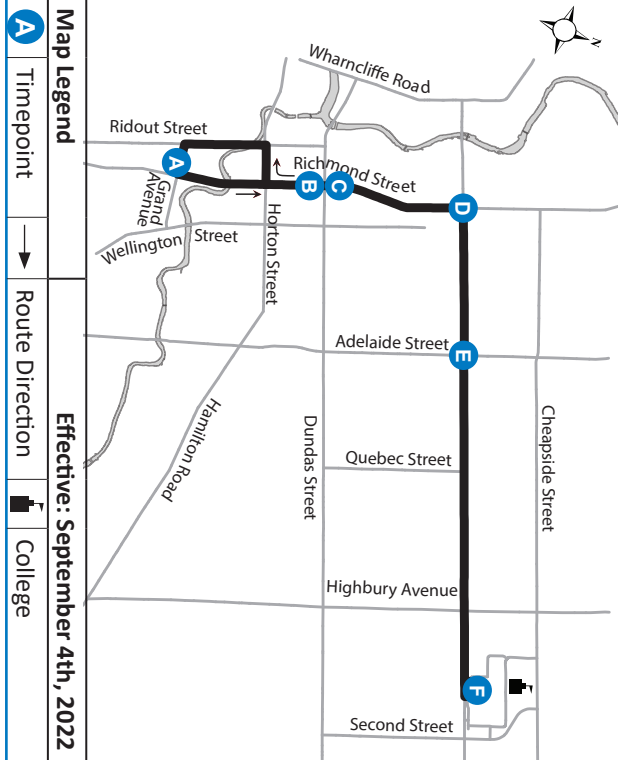 N
Wharncliffe Road
Ridout Street
Richmond Street
A
B
C
D
Grand
Avenue
Horton Street
Wellington Street
Adelaide Street
E
Hamilton Road
Dundas Street
Quebec Street
Cheapside Street
Highbury Avenue
F
Second Street
Map Legend
Effective: September 4th, 2022
A
Timepoint
Route Direction
College